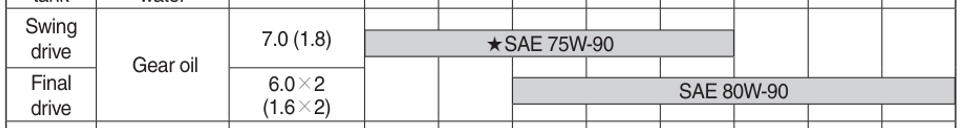 Swing
drive
Gear oil
7.0 (1.8)
★SAE 75W-90
Final
drive
6.0×2
(1.6×2)
SAE 80W-90